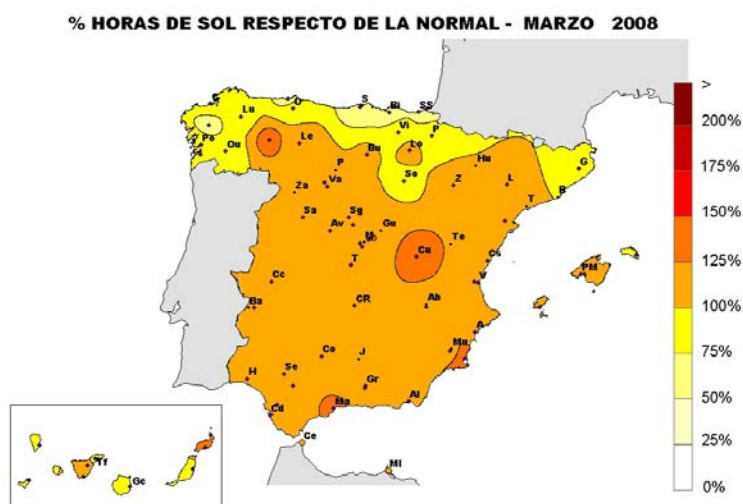 % HORAS DE SOL RESPECTO DE LA NORMAL - MARZO 2008
>
200%
175%
150%
125%
100%
75%
50%
25%
0%
C
Lu
O
S
Bi
SS
Po
Ou
Le
Vi
P
Bu
Lo
Hu
G
P
So
Z
L
B
Za
Va
T
Sa
Sg
Av
Gu
M
Te
Cu
T
Cs
PM
Cc
V
Ba
CR
Ab
A
Mu
Co
J
H
Se
Gr
Al
Cd
Ma
Ce
Ml
Tf
Gc